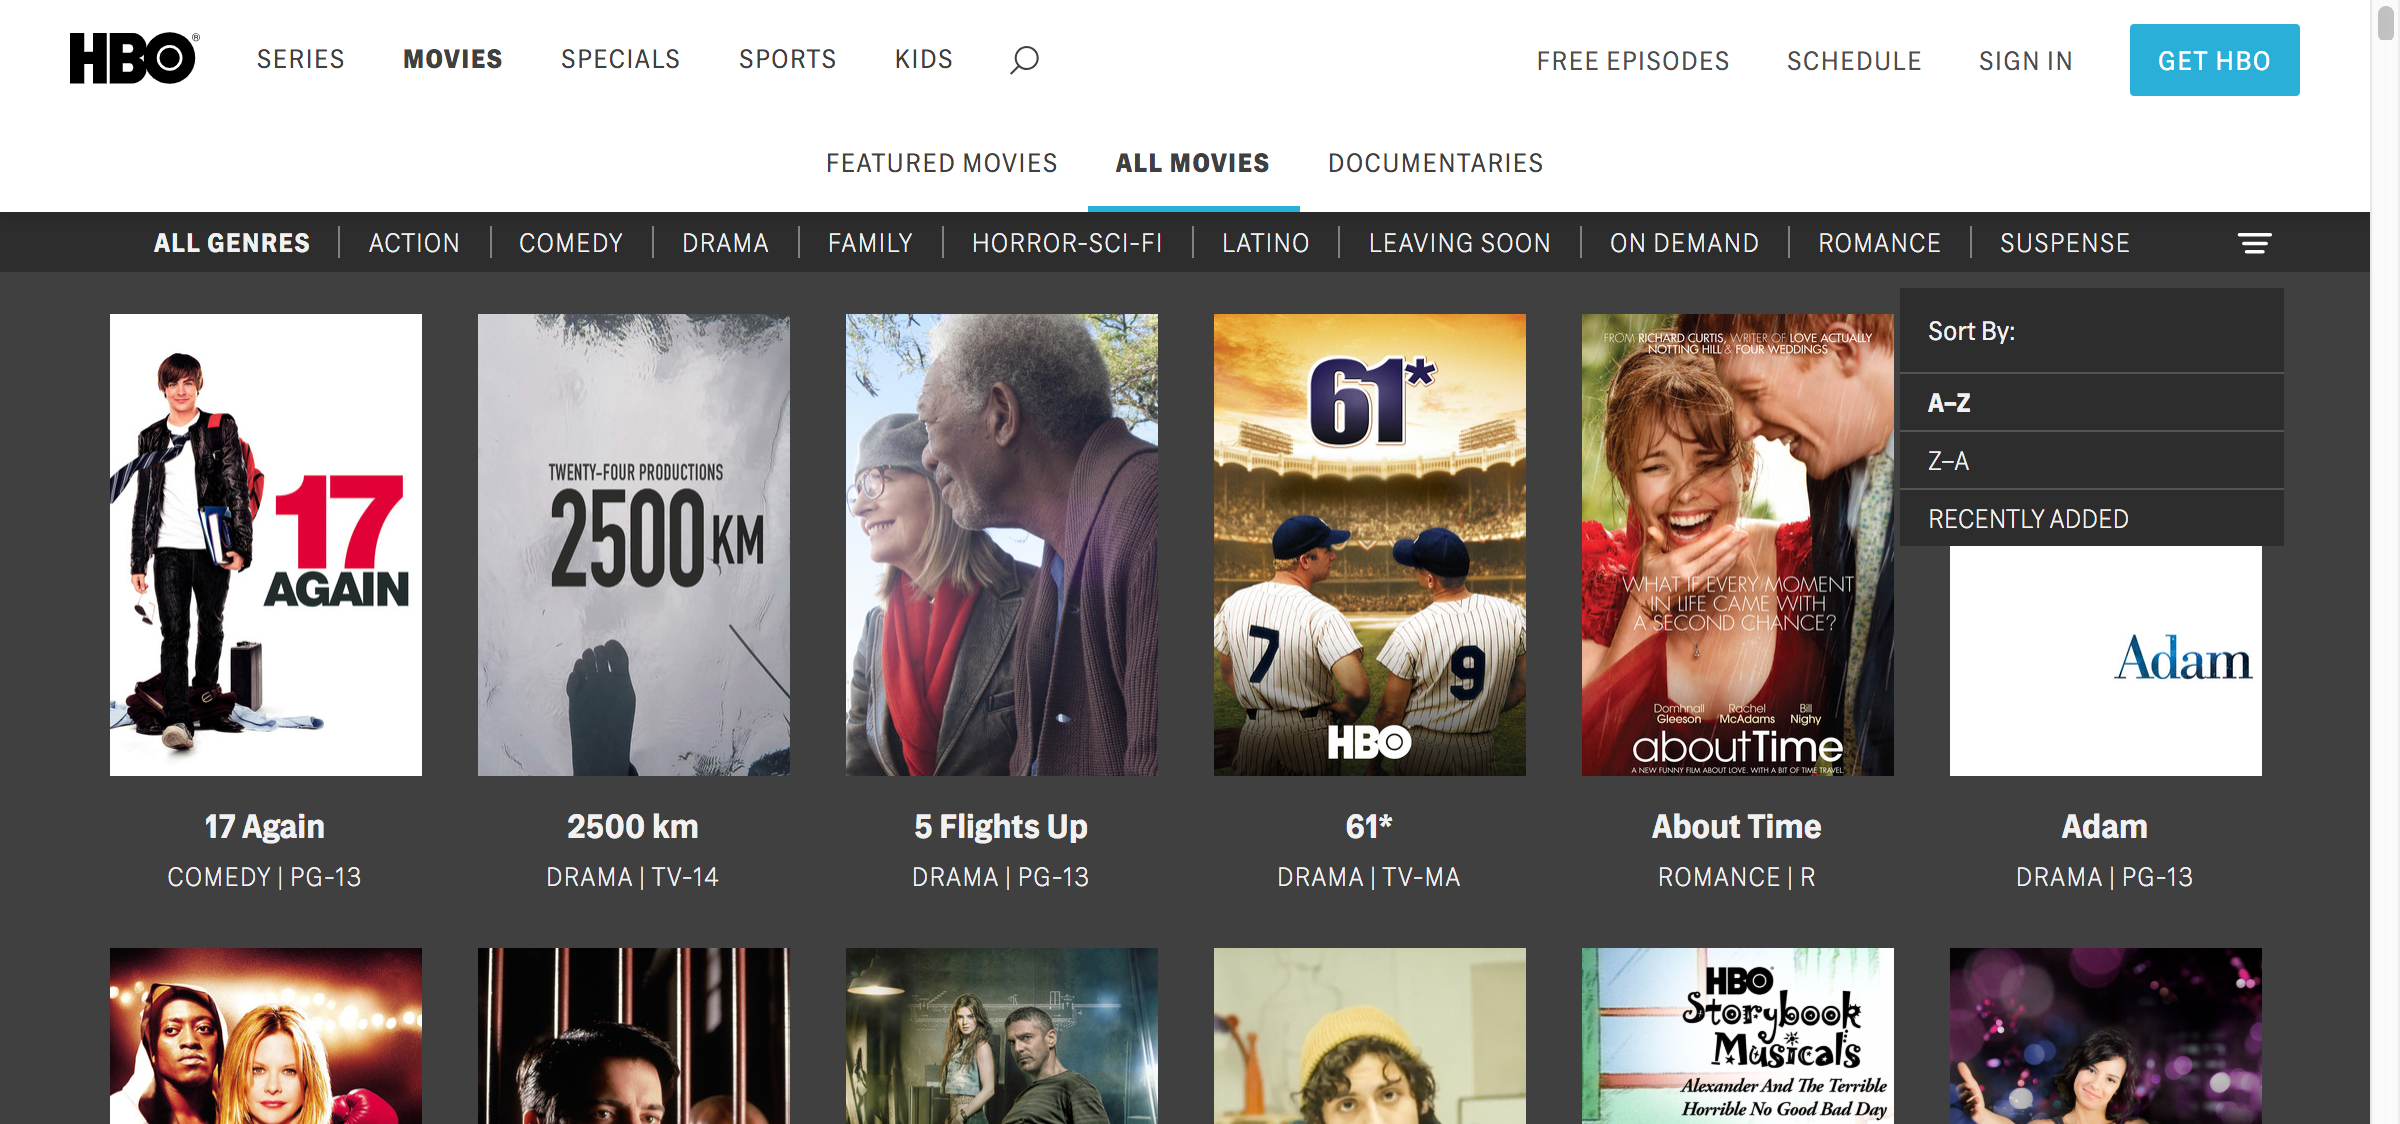 HBO®
SERIES
MOVIES
SPECIALS
SPORTS
KIDS
FREE EPISODES
SCHEDULE
SIGN IN
GET HBO
FEATURED MOVIES
ALL MOVIES
DOCUMENTARIES
ALL GENRES
ACTION
COMEDY
DRAMA
FAMILY
HORROR-SCI-FI
LATINO
LEAVING SOON
ON DEMAND
ROMANCE
SUSPENSE
Sort By:
A–Z
Z–A
RECENTLY ADDED
17
AGAIN
TWENTY-FOUR PRODUCTIONS
2500 KM
61*
7
9
HBO
FROM RICHARD CURTIS, WRITER OF LOVE ACTUALLY
NOTTING HILL & FOUR WEDDINGS
WHAT IF EVERY MOMENT
IN LIFE CAME WITH
A SECOND CHANCE?
Domhnall Gleeson
Rachel McAdams
Bill Nighy
aboutTime
A NEW FUNNY FILM ABOUT LOVE. WITH A BIT OF TIME TRAVEL.
Adam
17 Again
COMEDY | PG-13
2500 km
DRAMA | TV-14
5 Flights Up
DRAMA | PG-13
61*
DRAMA | TV-MA
About Time
ROMANCE | R
Adam
DRAMA | PG-13
HBO
Storybook
Musicals
Alexander And The Terrible
Horrible No Good Bad Day